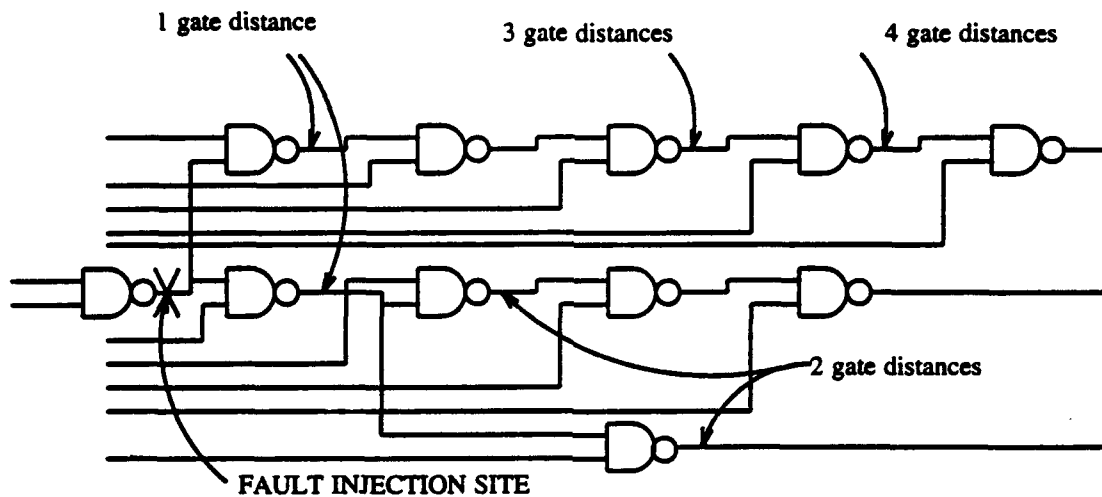 1 gate distance
3 gate distances
4 gate distances
2 gate distances
FAULT INJECTION SITE